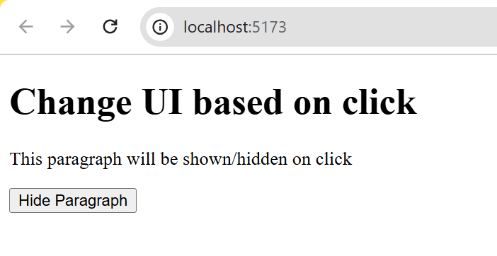 localhost:5173
Change UI based on click
This paragraph will be shown/hidden on click
Hide Paragraph